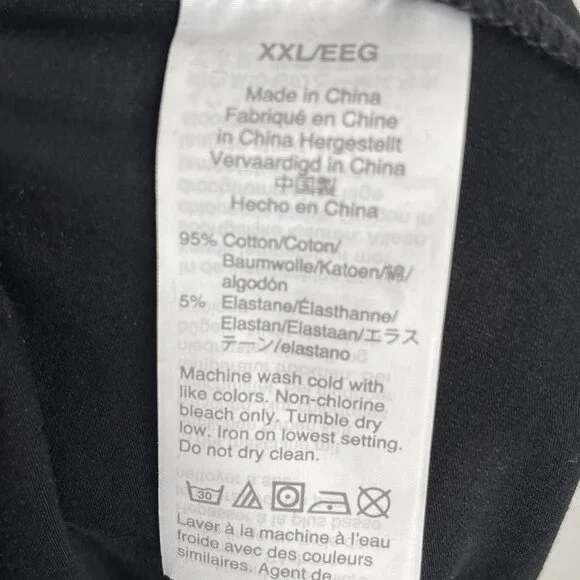 XXL/EEG
Made in China
Fabriqué en Chine
in China Hergestellt
Vervaardigd in China
中国製
Hecho en China
95% Cotton/Coton/
Baumwolle/Katoen/綿/
algodón
5% Elastane/Élasthanne/
Elastan/Elastaan/エラス
テーン/elastano
Machine wash cold with
like colors. Non-chlorine
bleach only. Tumble dry
low. Iron on lowest setting.
Do not dry clean.
30
Laver à la machine à l'eau
froide avec des couleurs
similaires. Agent de